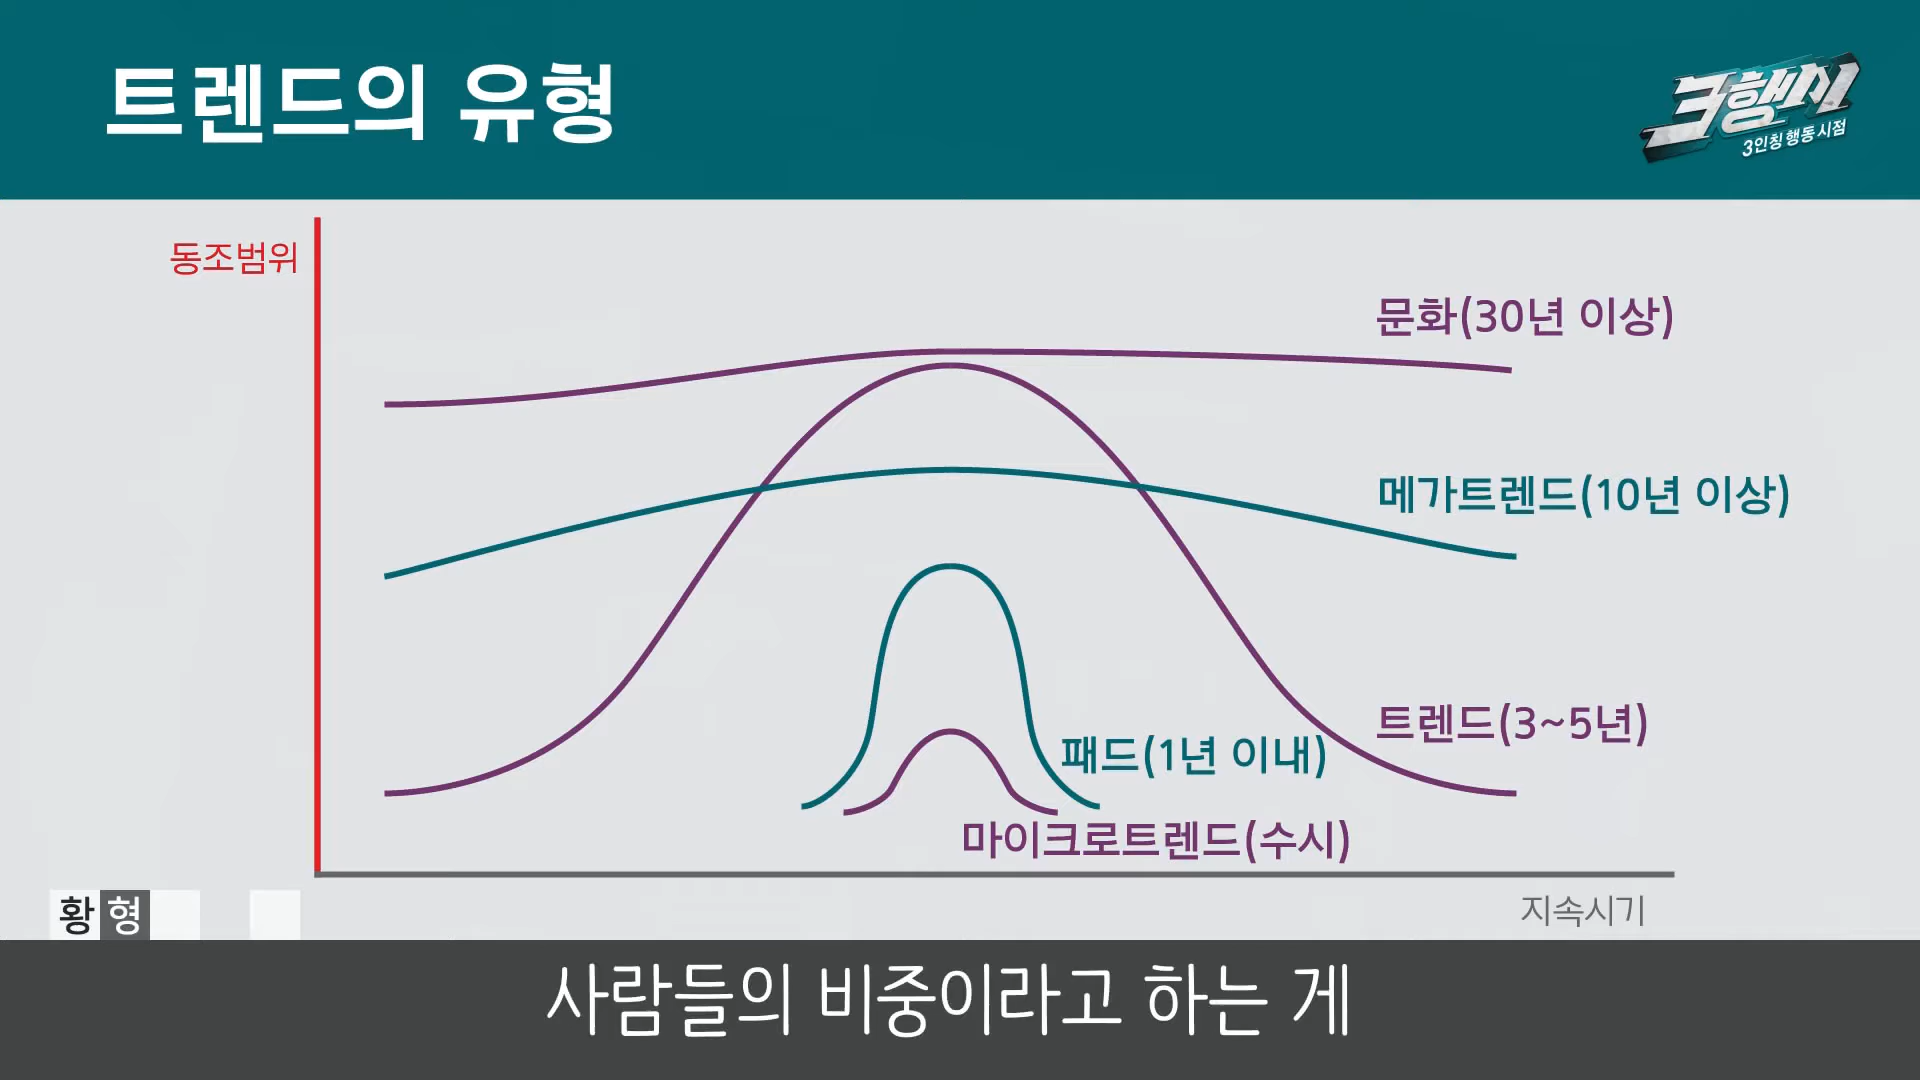 트렌드의 유형
3행시
3인칭 행동 시점
동조범위
문화(30년 이상)
메가트렌드(10년 이상)
트렌드(3~5년)
패드(1년 이내)
마이크로트렌드(수시)
지속시기
황형
사람들의 비중이라고 하는 게